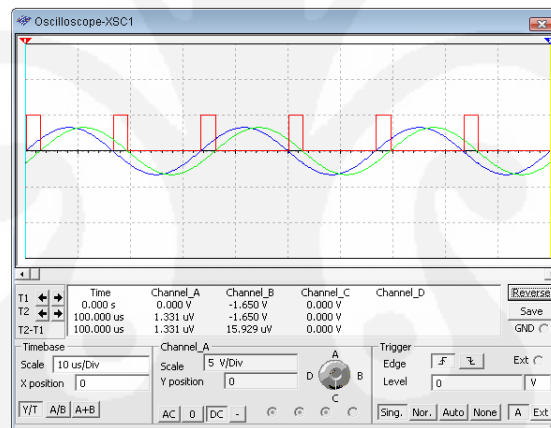 Oscilloscope-XSC1
Time Channel_A Channel_B Channel_C Channel_D
T1 0.000 s 0.000 V -1.650 V 0.000 V
T2 100.000 us 1.331 uV -1.650 V 0.000 V
T2-T1 100.000 us 1.331 uV 15.929 uV 0.000 V
Reverse
Save
GND
Timebase
Scale 10 us/Div
X position 0
Y/T A/B A+B
Channel_A
Scale 5 V/Div
Y position 0
A
D B
C
AC 0 DC -
Trigger
Edge Ext
Level 0 V
Sing. Nor. Auto None A Ext